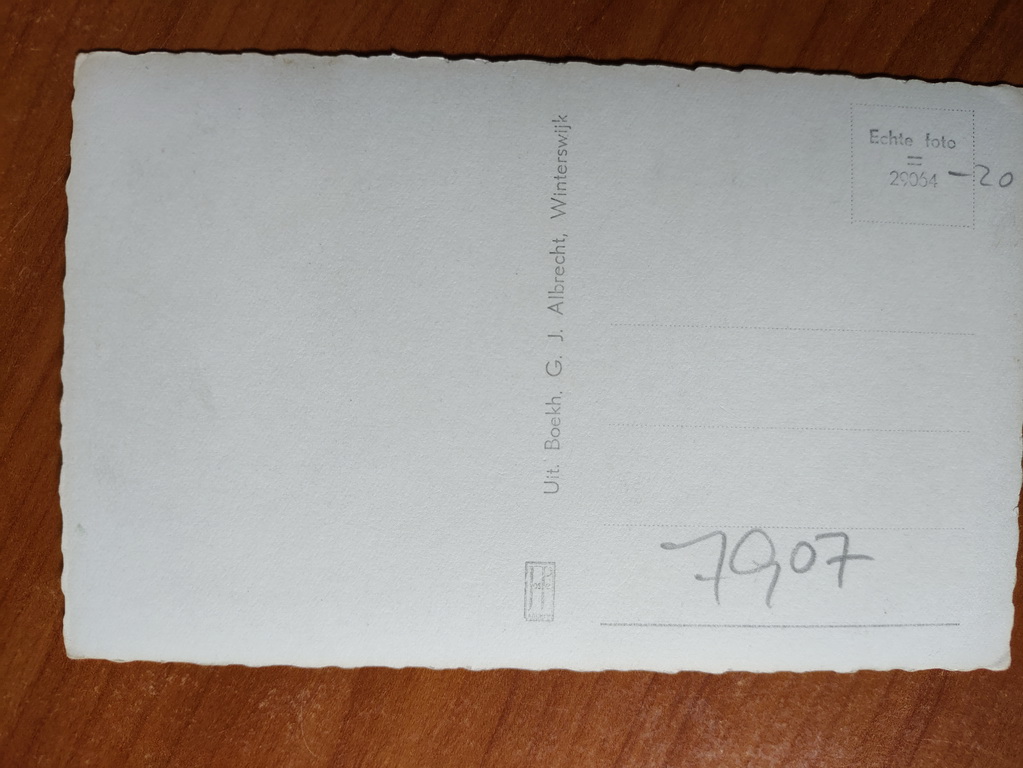 Echte foto
=
29064 -20
Uit. Boekh. G. J. Albrecht, Winterswijk
7907